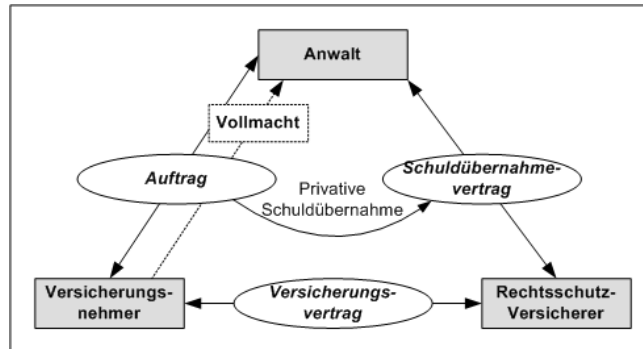 Anwalt
Vollmacht
Auftrag
Schuldübernahme-
vertrag
Privative
Schuldübernahme
Versicherungs-
nehmer
Versicherungs-
vertrag
Rechtsschutz-
Versicherer